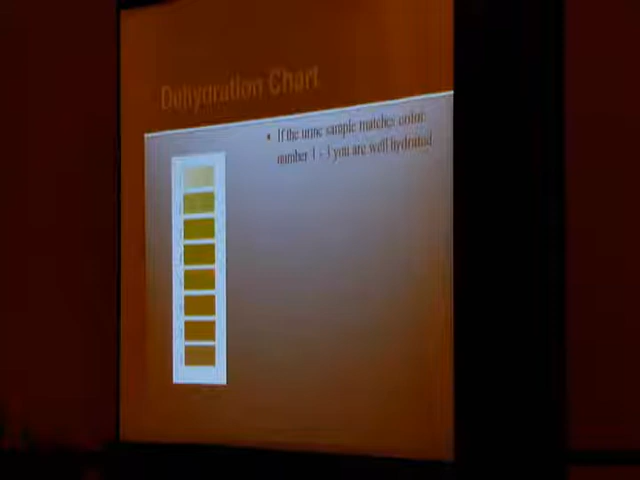 Dehydration Chart
• If the urine sample matches color
number 1 - 3 you are well hydrated